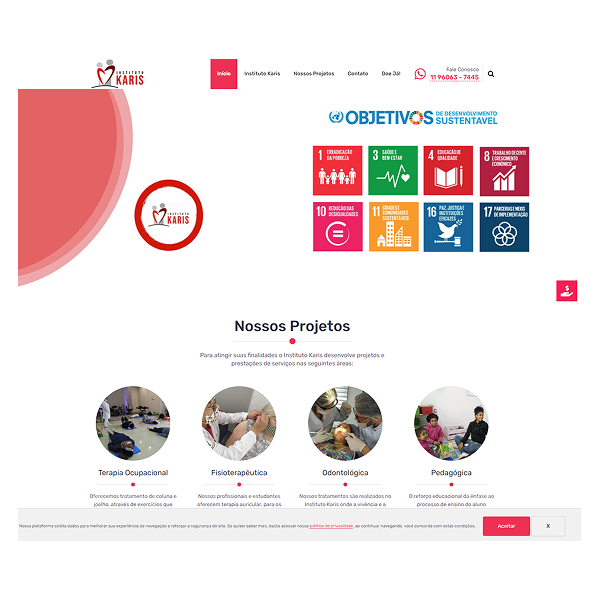 INSTITUTO
KARIS
Início
Instituto Karis
Nossos Projetos
Contato
Doe Já!
Fale Conosco
11 96063 - 7445
OBJETIVOS DE DESENVOLVIMENTO
SUSTENTAVEL
1 ERRADICAÇÃO
DA POBREZA
3 SAÚDE E
BEM-ESTAR
4 EDUCAÇÃO DE
QUALIDADE
8 TRABALHO DECENTE
E CRESCIMENTO
ECONÔMICO
INSTITUTO
KARIS
10 REDUÇÃO DAS
DESIGUALDADES
11 CIDADES E
COMUNIDADES
SUSTENTÁVEIS
16 PAZ, JUSTIÇA E
INSTITUIÇÕES
EFICAZES
17 PARCERIAS E MEIOS
DE IMPLEMENTAÇÃO
$
Nossos Projetos
Para atingir suas finalidades o Instituto Karis desenvolve projetos e
prestações de serviços nas seguintes áreas:
Terapia Ocupacional
Fisioterapêutica
Odontológica
Pedagógica
Oferecemos tratamento do coluna e
joelho, através de exercícios que
Nossos profissionais e estudantes
oferecem terapia auricular, para os
Nossos tratamentos são realizados no
Instituto Karis onde a vivência e a
O reforço educacional dá ênfase ao
processo de ensino do aluno
Nossa plataforma coleta dados para melhorar sua experiência de navegação e reforçar a segurança do site. Se quiser saber mais, basta acessar nossa política de privacidade, ao continuar navegando, você concorda com estas condições.
Aceitar
X